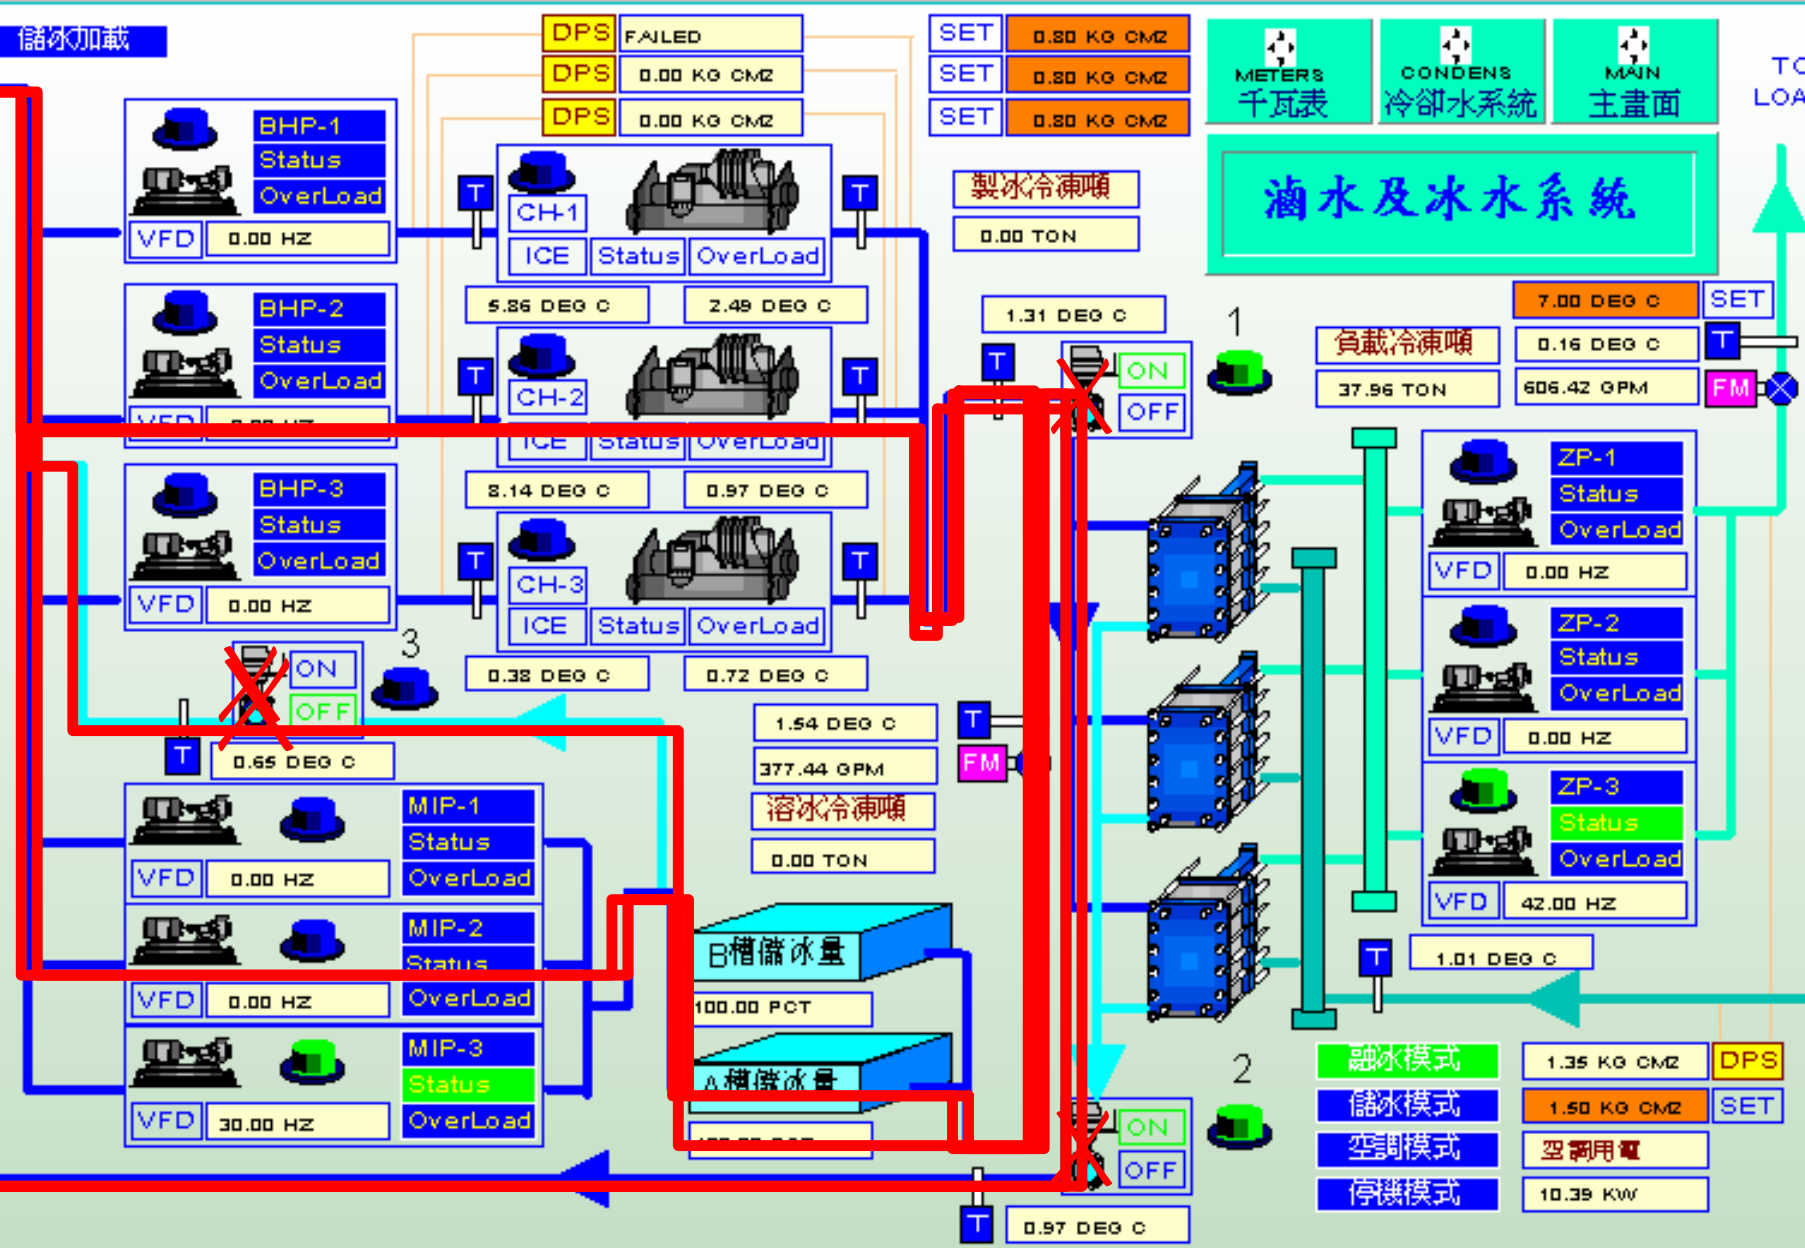 儲冰加載
DPS FAILED
DPS 0.00 KG CM2
DPS 0.00 KG CM2
SET 0.80 KG CM2
SET 0.80 KG CM2
SET 0.80 KG CM2
METERS
千瓦表
CONDENS
冷卻水系統
MAIN
主畫面
TO
LOA
滷水及冰水系統
BHP-1
Status
OverLoad
VFD 0.00 HZ
T
CH-1
ICE Status OverLoad
T
5.86 DEG C
2.49 DEG C
製冰冷凍噸
0.00 TON
BHP-2
Status
OverLoad
VFD
T
CH-2
ICE Status OverLoad
T
8.14 DEG C
0.97 DEG C
BHP-3
Status
OverLoad
VFD 0.00 HZ
T
CH-3
ICE Status OverLoad
T
0.38 DEG C
0.72 DEG C
1.31 DEG C
T
ON
OFF
1
7.00 DEG C SET
負載冷凍噸
37.96 TON
0.16 DEG C T
606.42 GPM FM
ZP-1
Status
OverLoad
VFD 0.00 HZ
ZP-2
Status
OverLoad
VFD 0.00 HZ
ZP-3
Status
OverLoad
VFD 42.00 HZ
3
ON
OFF
T
0.65 DEG C
1.54 DEG C T
377.44 GPM FM
溶冰冷凍噸
0.00 TON
MIP-1
Status
OverLoad
VFD 0.00 HZ
MIP-2
Status
OverLoad
VFD 0.00 HZ
MIP-3
Status
OverLoad
VFD 30.00 HZ
B槽儲冰量
100.00 PCT
A槽儲冰量
T
1.01 DEG C
2
ON
OFF
T
0.97 DEG C
融冰模式
儲冰模式
空調模式
停機模式
1.35 KG CM2 DPS
1.50 KG CM2 SET
空調用電
10.39 KW